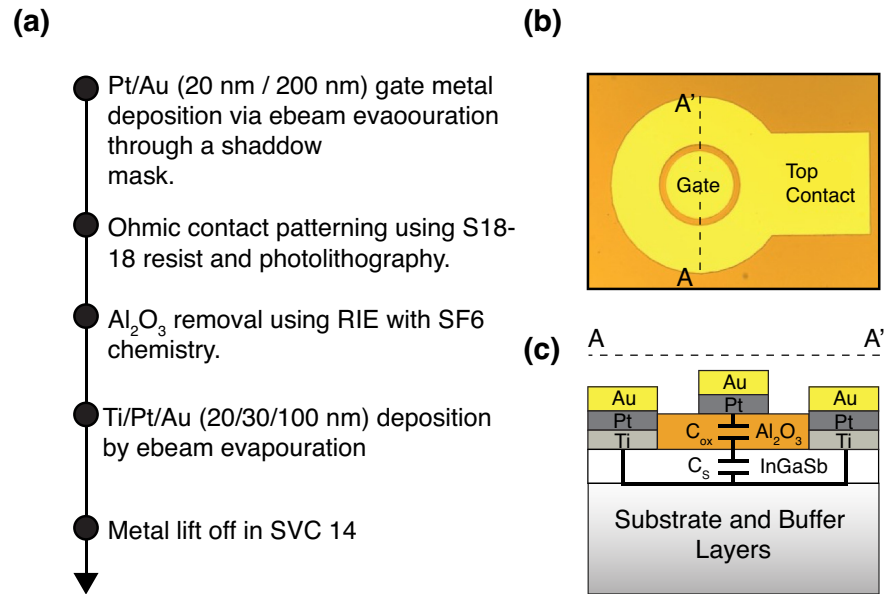 (a)
Pt/Au (20 nm / 200 nm) gate metal
deposition via ebeam evaoouration
through a shaddow
mask.
Ohmic contact patterning using S18-
18 resist and photolithography.
Al₂O₃ removal using RIE with SF6
chemistry.
Ti/Pt/Au (20/30/100 nm) deposition
by ebeam evapouration
Metal lift off in SVC 14
(b)
A'
Gate
Top
Contact
A
(c)
A A'
Au Au Au
Pt Pt Pt
Ti Cₒₓ Al₂O₃ Ti
Cₛ InGaSb
Substrate and Buffer
Layers